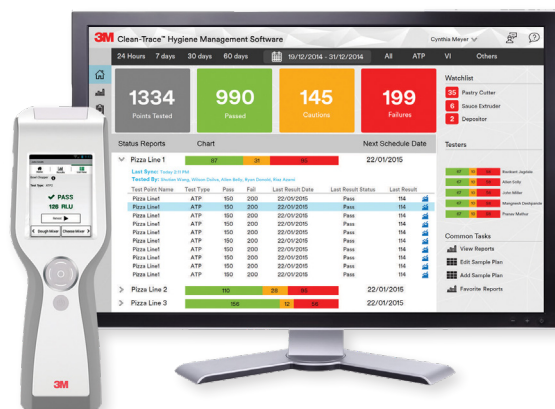 3M Clean-Trace™ Hygiene Management Software
Cynthia Meyer
24 Hours 7 days 30 days 60 days 19/12/2014 - 31/12/2014 All ATP VI Others
1334 Points Tested
990 Passed
145 Cautions
199 Failures
Status Reports Chart Next Schedule Date
Pizza Line 1 22/01/2015
Test Point Name Test Type Pass Fail Last Result Date Last Result Status Last Result
Pizza Line1 ATP 150 200 22/01/2015 Pass 114
Pizza Line1 ATP 150 200 22/01/2015 Pass 114
Pizza Line1 ATP 150 200 22/01/2015 Pass 114
Pizza Line1 ATP 150 200 22/01/2015 Pass 114
Pizza Line1 ATP 150 200 22/01/2015 Pass 114
Pizza Line1 ATP 150 200 22/01/2015 Pass 114
Pizza Line1 ATP 150 200 22/01/2015 Pass 114
Pizza Line1 ATP 150 200 22/01/2015 Pass 114
Pizza Line1 ATP 150 200 22/01/2015 Pass 114
Pizza Line 2 110 28 22/01/2015
Pizza Line 3 156 12 22/01/2015
Watchlist
35 Pastry Cutter
6 Sauce Extruder
2 Depositor
Testers
Allen Kelly
John Miller
Common Tasks
View Reports
Edit Sample Plan
Add Sample Plan
Favorite Reports
PASS
128 RLU
Dough Mixer Cheese Mixer
3M